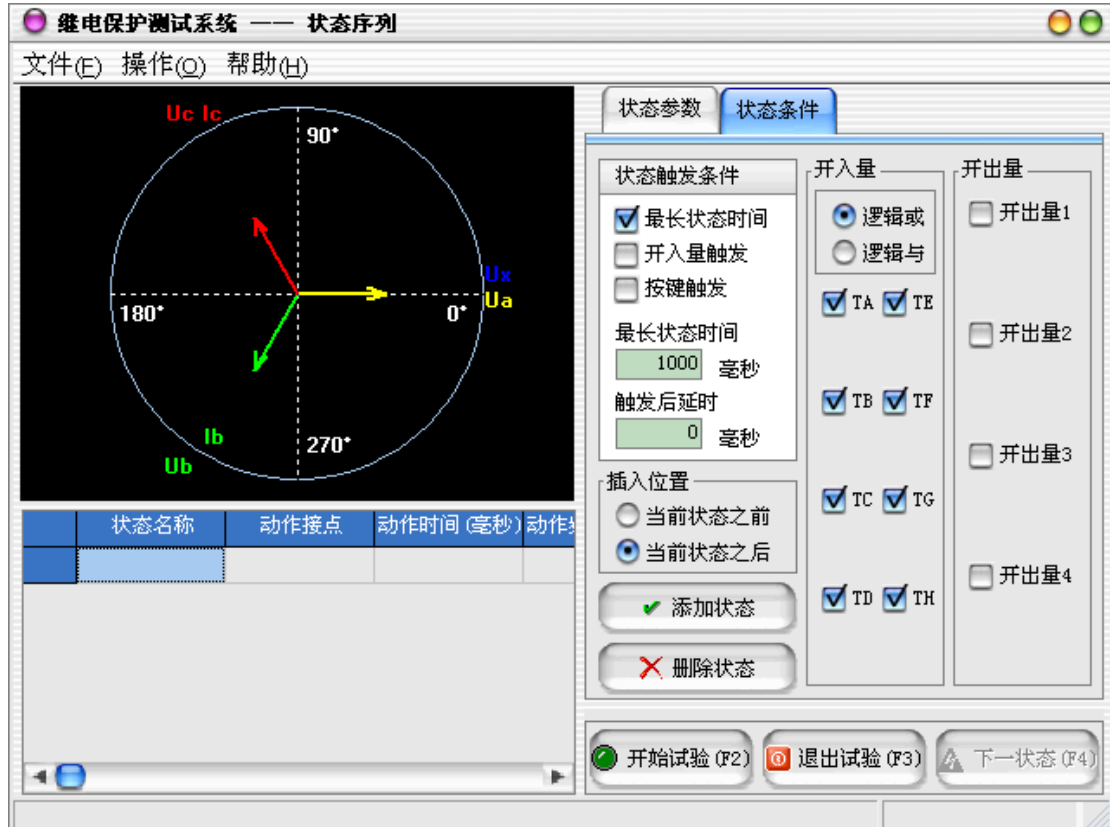 继电保护测试系统 —— 状态序列
文件(F) 操作(O) 帮助(H)
Uc Ic
90°
Ux
Ua
180°
0°
Ib
Ub
270°
状态名称 动作接点 动作时间(毫秒)
状态参数 状态条件
状态触发条件
最长状态时间
开入量触发
按键触发
最长状态时间
1000 毫秒
触发后延时
0 毫秒
插入位置
当前状态之前
当前状态之后
添加状态
删除状态
开入量
逻辑或
逻辑与
TA TE
TB TF
TC TG
TD TH
开出量
开出量1
开出量2
开出量3
开出量4
开始试验(F2) 退出试验(F3) 下一状态(F4)